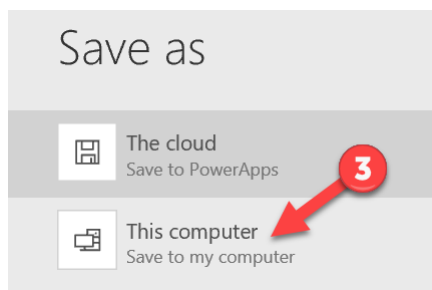 Save as
The cloud
Save to PowerApps
3
This computer
Save to my computer